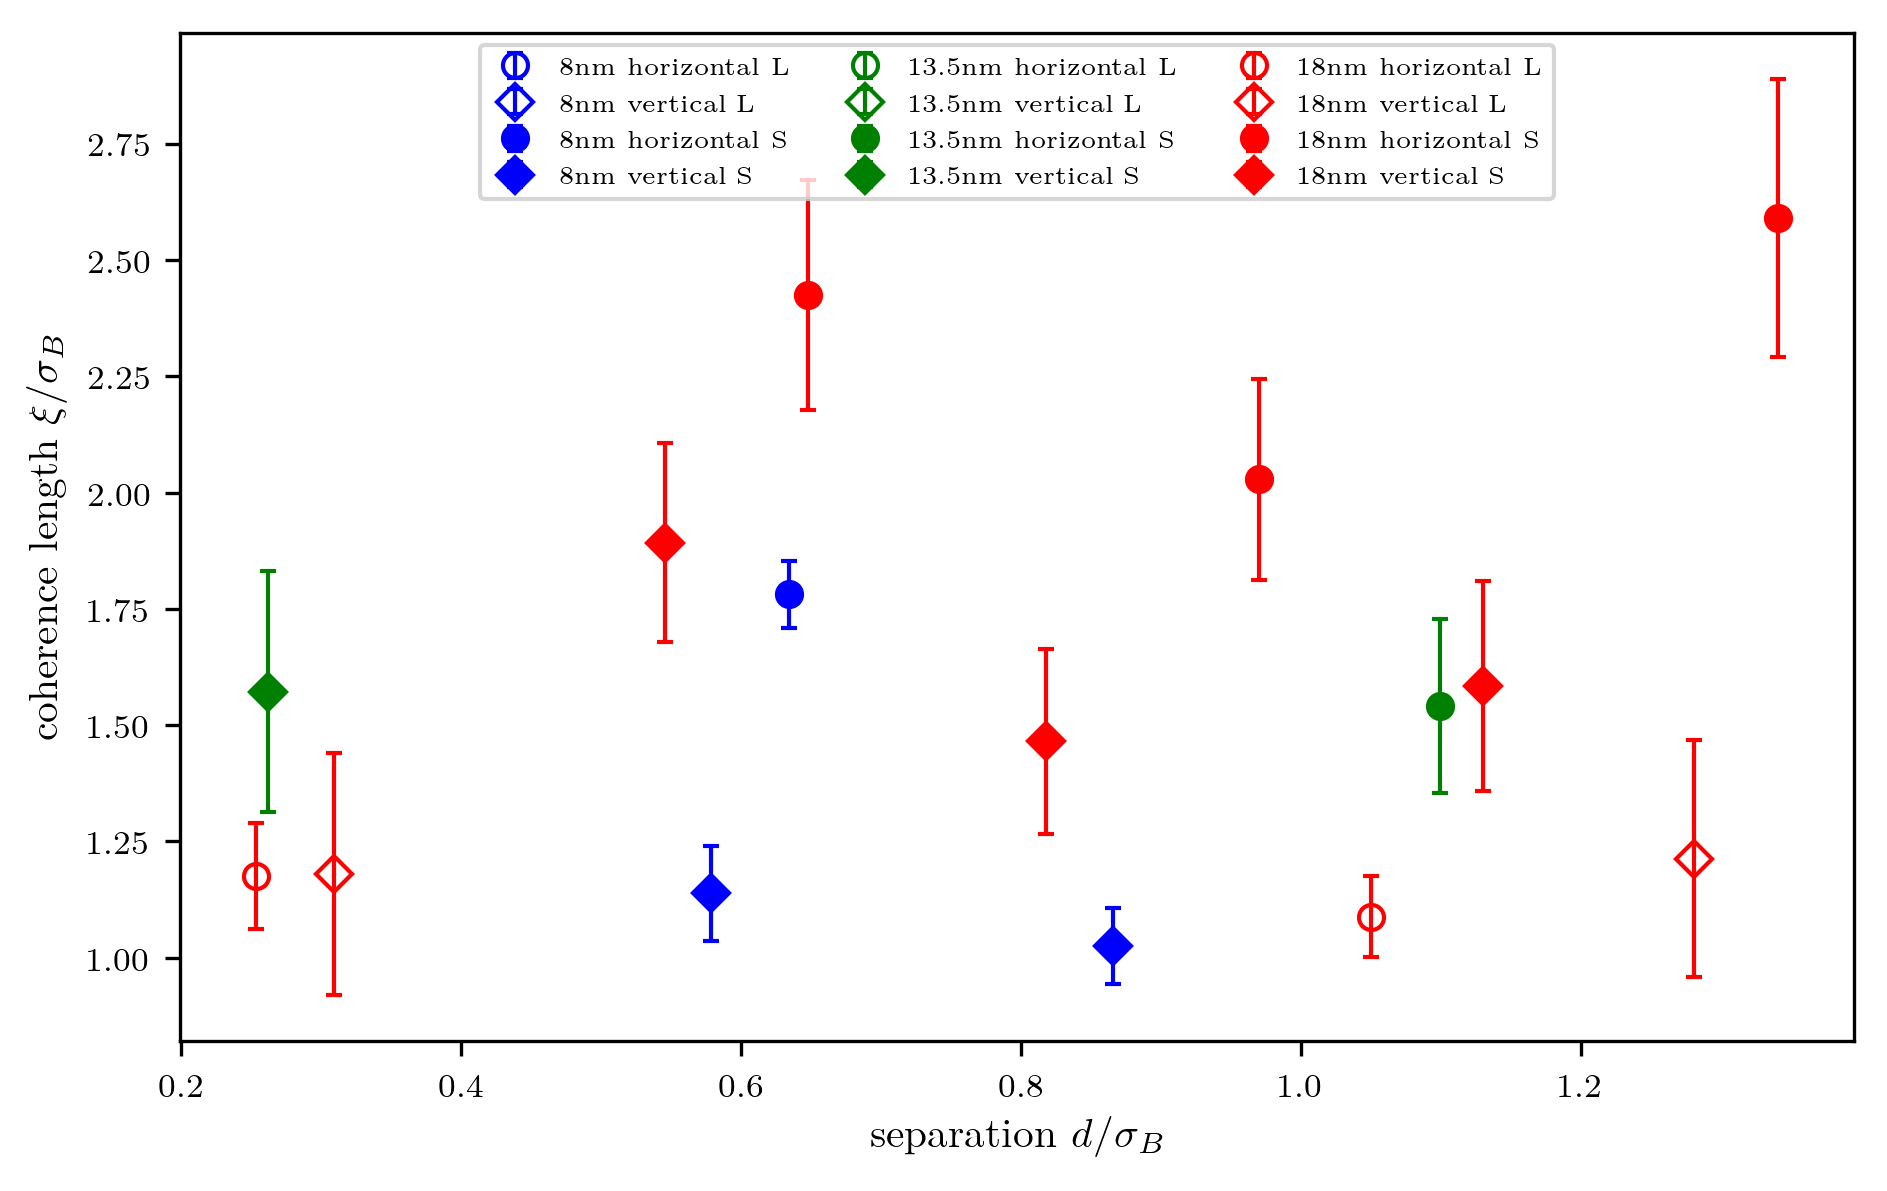 8nm horizontal L 13.5nm horizontal L 18nm horizontal L
8nm vertical L 13.5nm vertical L 18nm vertical L
8nm horizontal S 13.5nm horizontal S 18nm horizontal S
8nm vertical S 13.5nm vertical S 18nm vertical S
2.75
2.50
2.25
2.00
1.75
1.50
1.25
1.00
coherence length ξ/σ_B
0.2 0.4 0.6 0.8 1.0 1.2
separation d/σ_B